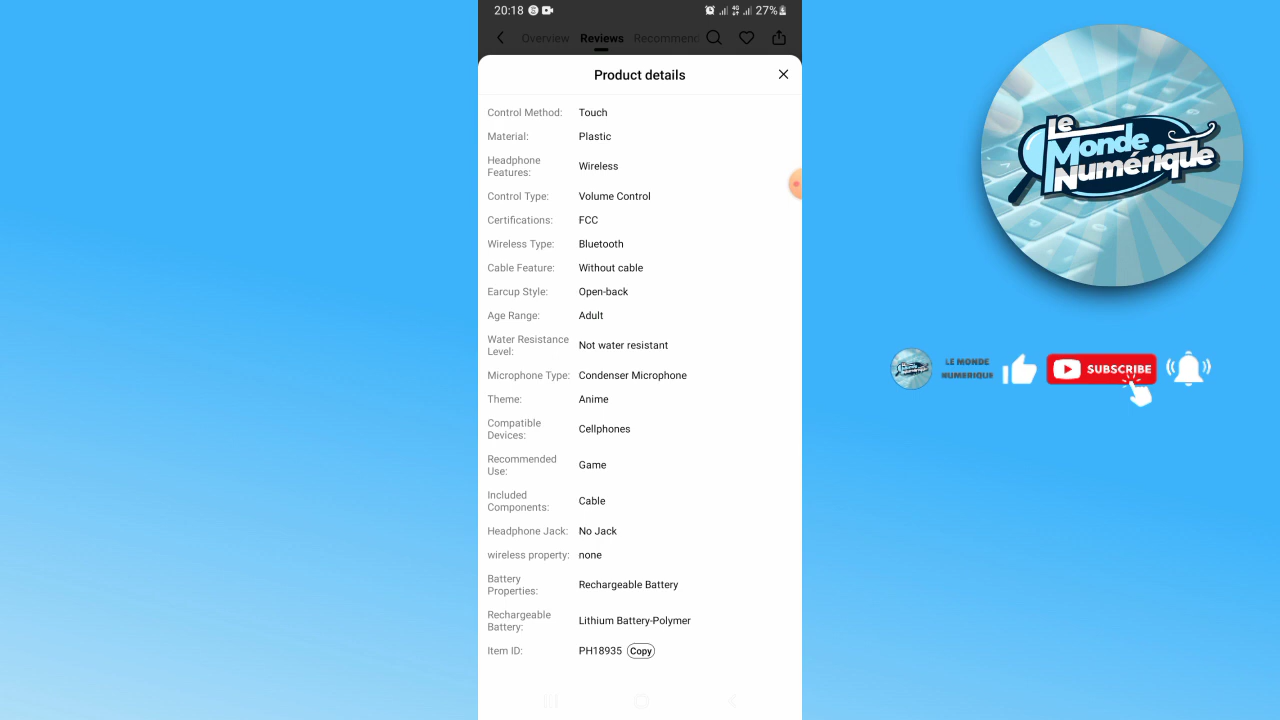 20:18 27%
Overview Reviews Recommen
Product details
Control Method: Touch
Material: Plastic
Headphone Features: Wireless
Control Type: Volume Control
Certifications: FCC
Wireless Type: Bluetooth
Cable Feature: Without cable
Earcup Style: Open-back
Age Range: Adult
Water Resistance Level: Not water resistant
Microphone Type: Condenser Microphone
Theme: Anime
Compatible Devices: Cellphones
Recommended Use: Game
Included Components: Cable
Headphone Jack: No Jack
wireless property: none
Battery Properties: Rechargeable Battery
Rechargeable Battery: Lithium Battery-Polymer
Item ID: PH18935 Copy
Le
Monde
Numérique
LE MONDE
NUMERIQUE
SUBSCRIBE